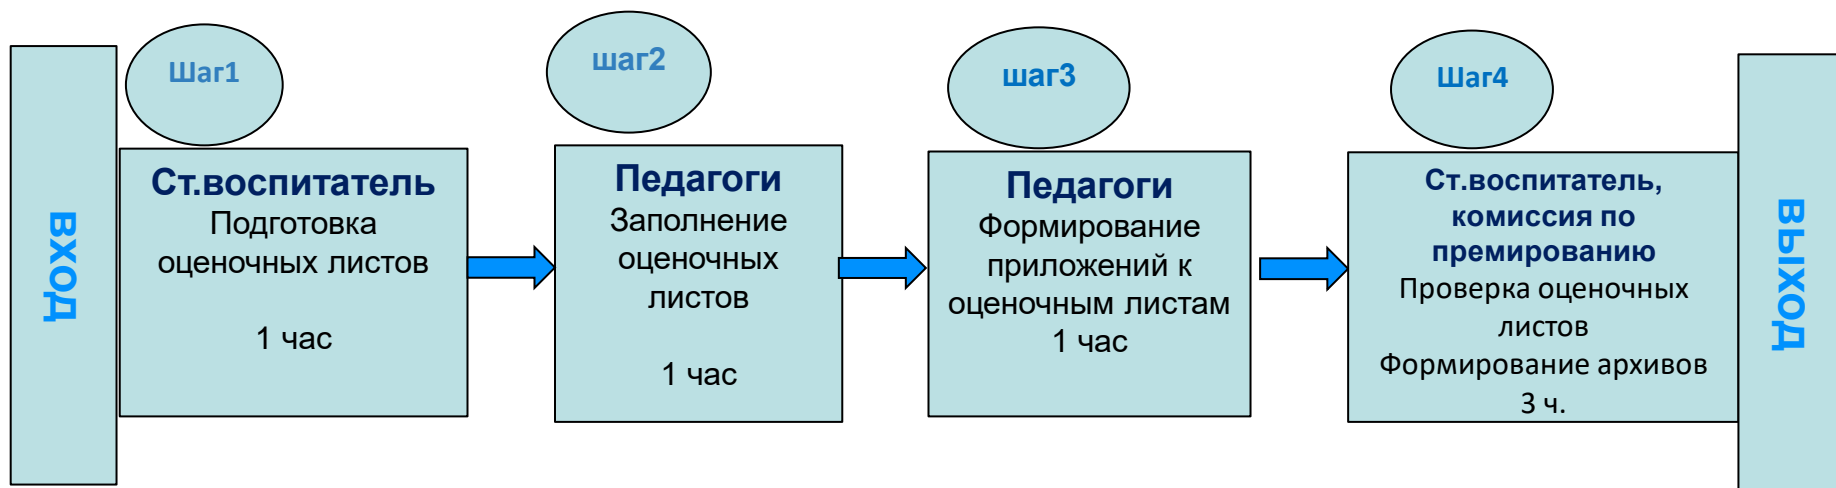 ВХОД
Шаг1
Ст.воспитатель
Подготовка
оценочных листов
1 час
шаг2
Педагоги
Заполнение
оценочных
листов
1 час
шаг3
Педагоги
Формирование
приложений к
оценочным листам
1 час
Шаг4
Ст.воспитатель,
комиссия по
премированию
Проверка оценочных
листов
Формирование архивов
3 ч.
ВЫХОД